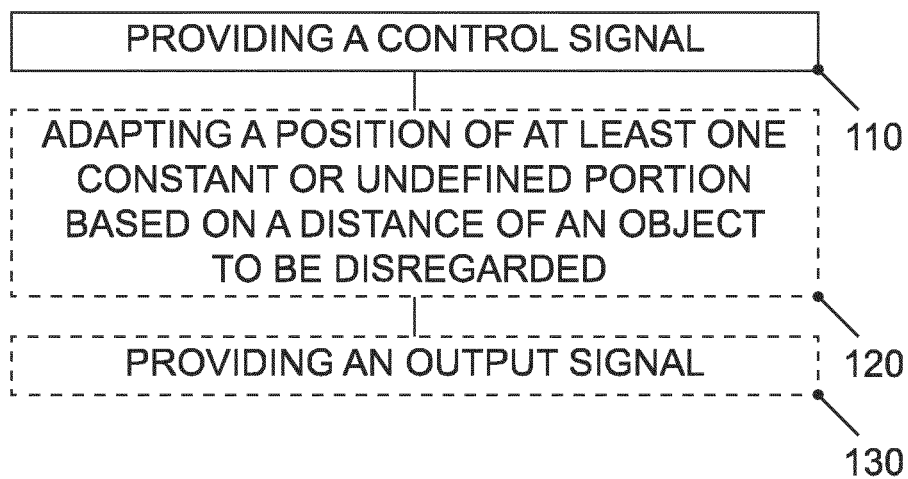 PROVIDING A CONTROL SIGNAL
110
ADAPTING A POSITION OF AT LEAST ONE
CONSTANT OR UNDEFINED PORTION
BASED ON A DISTANCE OF AN OBJECT
TO BE DISREGARDED
120
PROVIDING AN OUTPUT SIGNAL
130